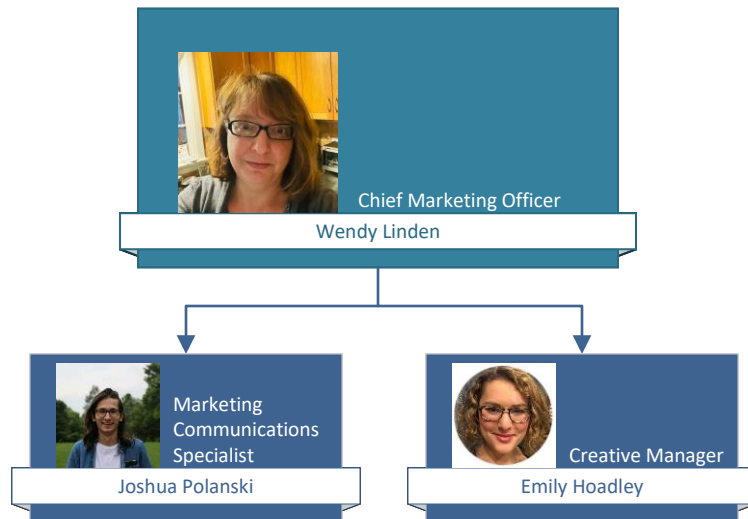 Chief Marketing Officer
Wendy Linden
Marketing
Communications
Specialist
Joshua Polanski
Creative Manager
Emily Hoadley